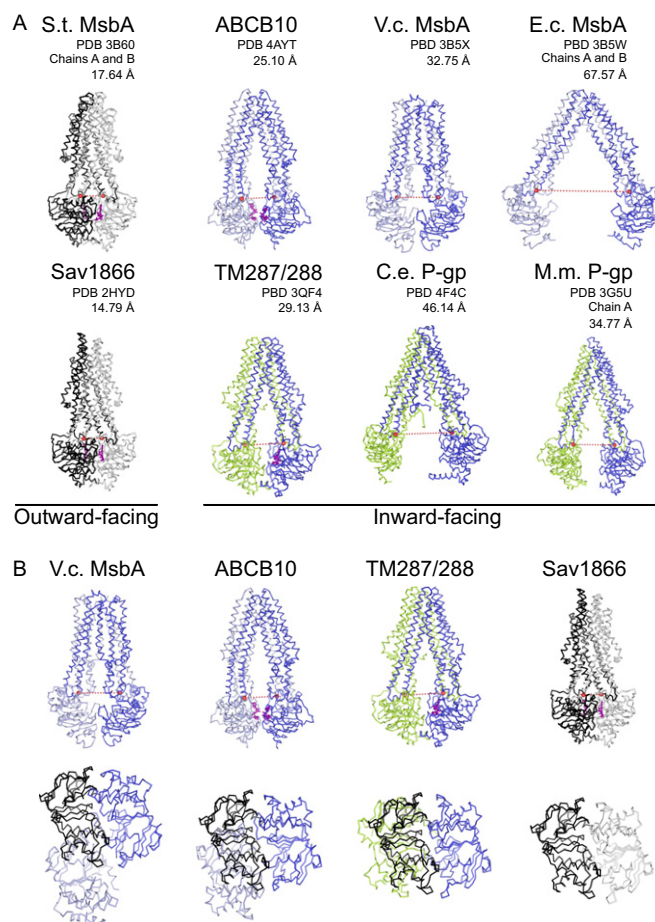 A
S.t. MsbA
PDB 3B60
Chains A and B
17.64 Å
ABCB10
PDB 4AYT
25.10 Å
V.c. MsbA
PBD 3B5X
32.75 Å
E.c. MsbA
PBD 3B5W
Chains A and B
67.57 Å
Sav1866
PDB 2HYD
14.79 Å
TM287/288
PBD 3QF4
29.13 Å
C.e. P-gp
PBD 4F4C
46.14 Å
M.m. P-gp
PDB 3G5U
Chain A
34.77 Å
Outward-facing
Inward-facing
B
V.c. MsbA
ABCB10
TM287/288
Sav1866